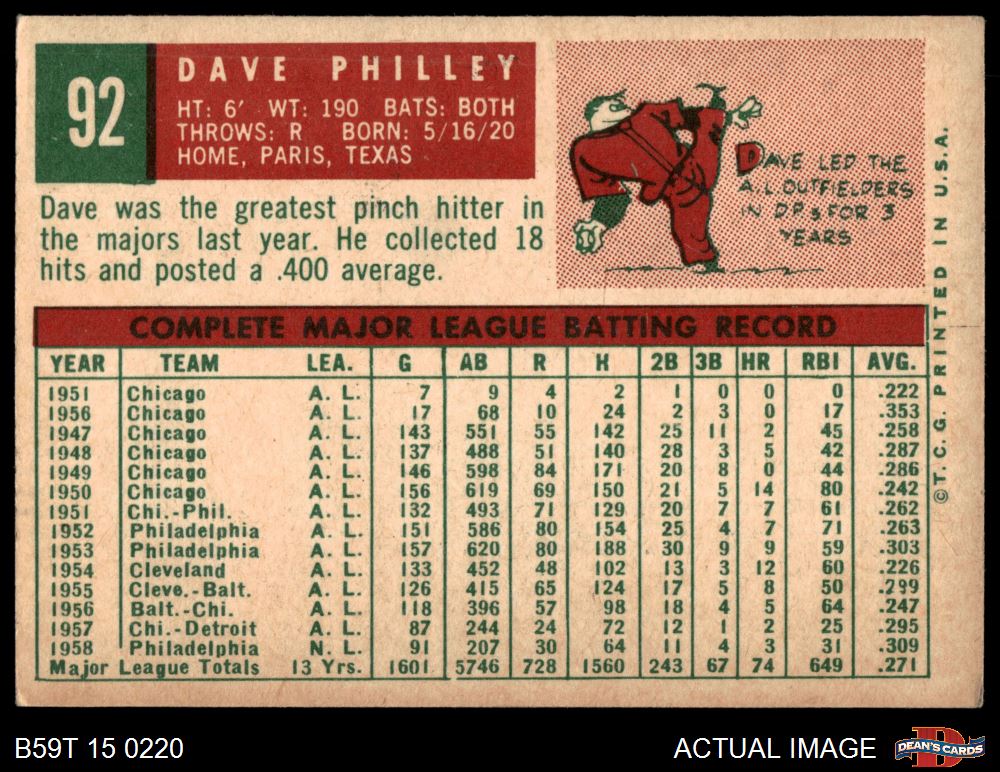 92
DAVE PHILLEY
HT: 6' WT: 190 BATS: BOTH
THROWS: R BORN: 5/16/20
HOME, PARIS, TEXAS
Dave was the greatest pinch hitter in
the majors last year. He collected 18
hits and posted a .400 average.
DAVE LED THE
A.L OUTFIELDERS
IN DPs FOR 3
YEARS
COMPLETE MAJOR LEAGUE BATTING RECORD
YEAR TEAM LEA. G AB R H 2B 3B HR RBI AVG.
1951 Chicago A. L. 7 9 4 2 1 0 0 0 .222
1956 Chicago A. L. 17 68 10 24 2 3 0 17 .353
1947 Chicago A. L. 143 551 55 142 25 11 2 45 .258
1948 Chicago A. L. 137 488 51 140 28 3 5 42 .287
1949 Chicago A. L. 146 598 84 171 20 8 0 44 .286
1950 Chicago A. L. 156 619 69 150 21 5 14 80 .242
1951 Chi.-Phil. A. L. 132 493 71 129 20 7 7 61 .262
1952 Philadelphia A. L. 151 586 80 154 25 4 7 71 .263
1953 Philadelphia A. L. 157 620 80 188 30 9 9 59 .303
1954 Cleveland A. L. 133 452 48 102 13 3 12 60 .226
1955 Cleve.-Balt. A. L. 126 415 65 124 17 5 8 50 .299
1956 Balt.-Chi. A. L. 118 396 57 98 18 4 5 64 .247
1957 Chi.-Detroit A. L. 87 244 24 72 12 1 2 25 .295
1958 Philadelphia N. L. 91 207 30 64 11 4 3 31 .309
Major League Totals 13 Yrs. 1601 5746 728 1560 243 67 74 649 .271
©T.C.G. PRINTED IN U.S.A.
B59T 15 0220
ACTUAL IMAGE
D
DEAN'S CARDS